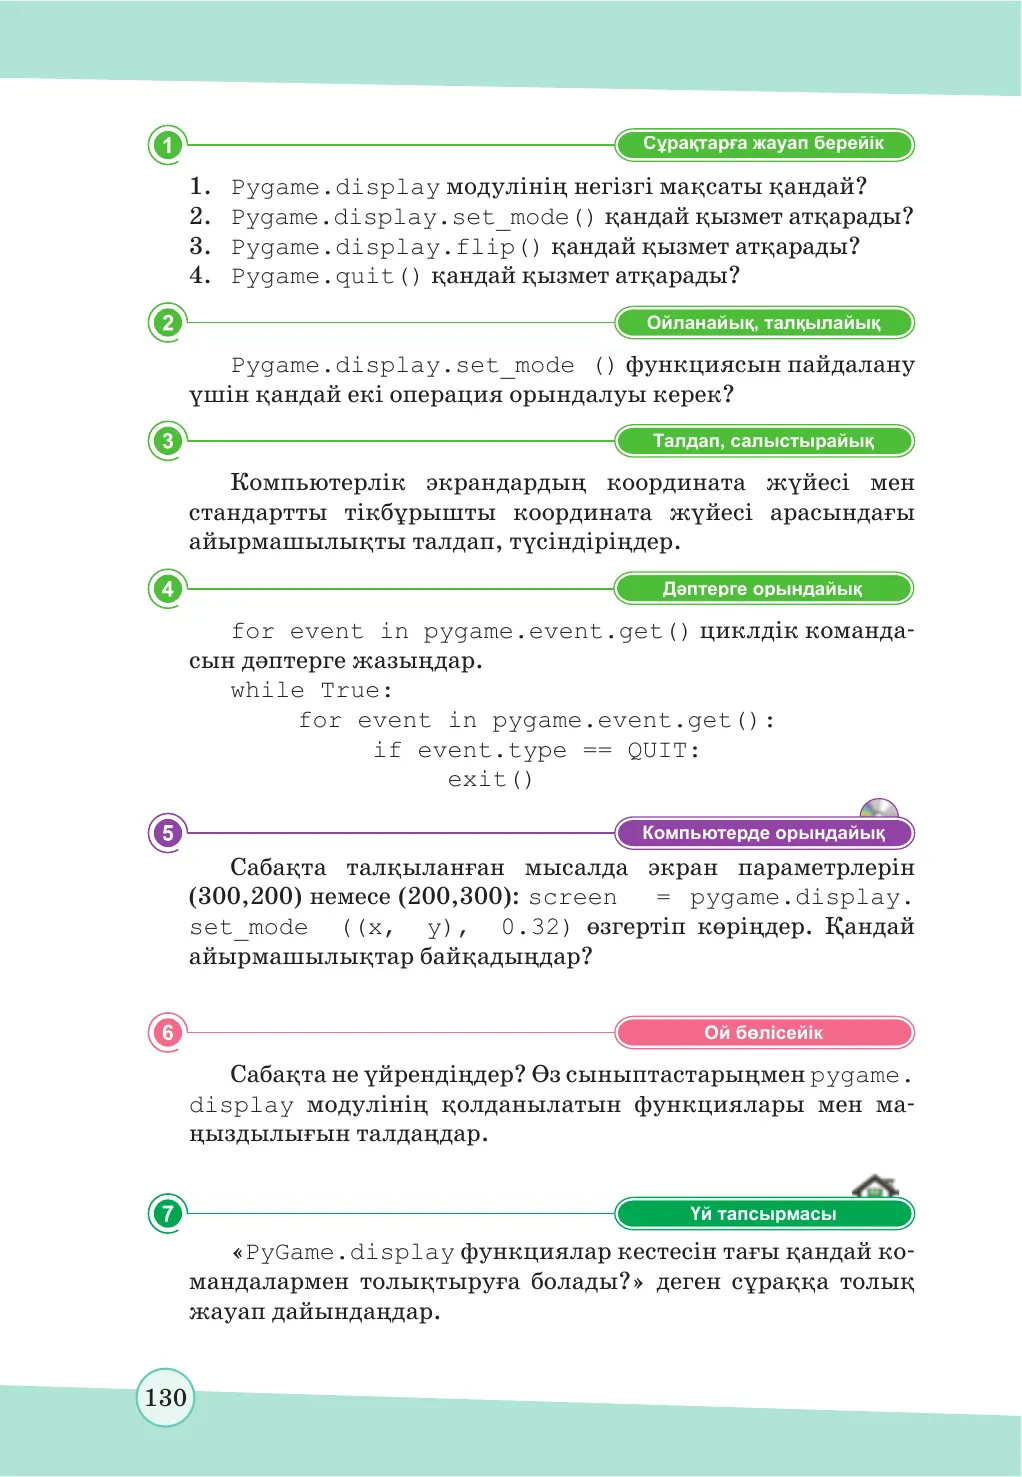 1 Сұрақтарға жауап берейік
1. Pygame.display модулінің негізгі мақсаты қандай?
2. Pygame.display.set_mode() қандай қызмет атқарады?
3. Pygame.display.flip() қандай қызмет атқарады?
4. Pygame.quit() қандай қызмет атқарады?
2 Ойланайық, талқылайық
Pygame.display.set_mode () функциясын пайдалану
үшін қандай екі операция орындалуы керек?
3 Талдап, салыстырайық
Компьютерлік экрандардың координата жүйесі мен
стандартты тікбұрышты координата жүйесі арасындағы
айырмашылықты талдап, түсіндіріңдер.
4 Дәптерге орындайық
for event in pygame.event.get() циклдік команда-
сын дәптерге жазыңдар.
while True:
for event in pygame.event.get():
if event.type == QUIT:
exit()
5 Компьютерде орындайық
Сабақта талқыланған мысалда экран параметрлерін
(300,200) немесе (200,300): screen = pygame.display.
set_mode ((x, y), 0.32) өзгертіп көріңдер. Қандай
айырмашылықтар байқадыңдар?
6 Ой бөлісейік
Сабақта не үйрендіңдер? Өз сыныптастарыңмен pygame.
display модулінің қолданылатын функциялары мен ма-
ңыздылығын талдаңдар.
7 Үй тапсырмасы
«PyGame.display функциялар кестесін тағы қандай ко-
мандалармен толықтыруға болады?» деген сұраққа толық
жауап дайындаңдар.
130